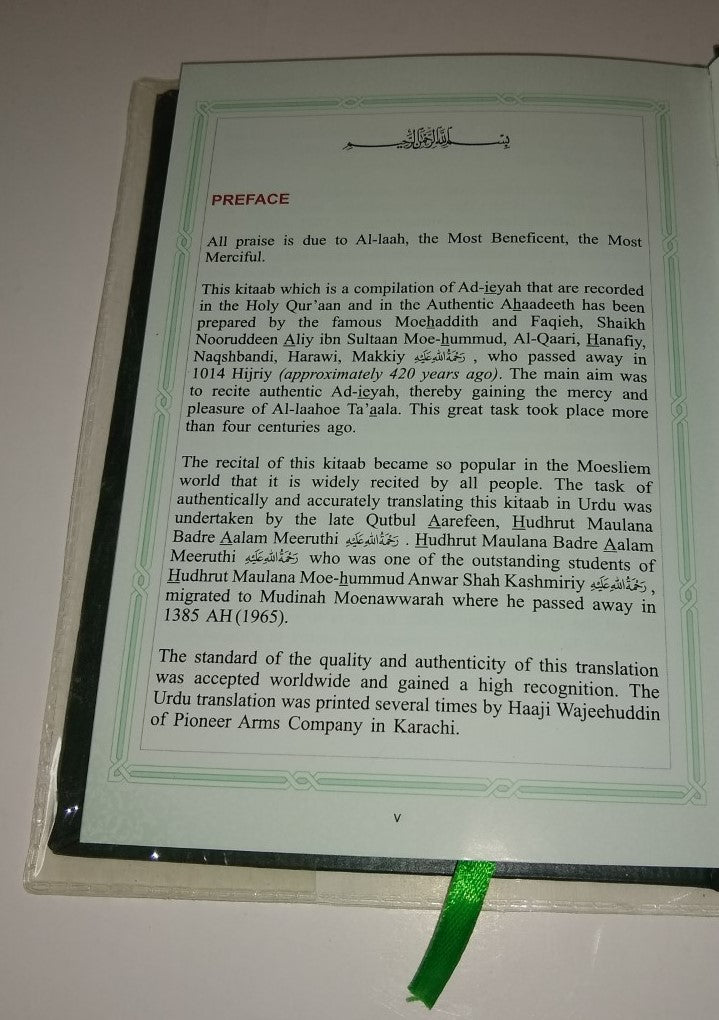 بِسْمِ اللهِ الرَّحْمٰنِ الرَّحِيمِ
PREFACE
All praise is due to Al-laah, the Most Beneficent, the Most
Merciful.
This kitaab which is a compilation of Ad-ieyah that are recorded
in the Holy Qur'aan and in the Authentic Ahaadeeth has been
prepared by the famous Moehaddith and Faqieh, Shaikh
Nooruddeen Aliy ibn Sultaan Moe-hummud, Al-Qaari, Hanafiy,
Naqshbandi, Harawi, Makkiy رَحْمَةُ اللهِ عَلَيْهِ , who passed away in
1014 Hijriy (approximately 420 years ago). The main aim was
to recite authentic Ad-ieyah, thereby gaining the mercy and
pleasure of Al-laahoe Ta'aala. This great task took place more
than four centuries ago.
The recital of this kitaab became so popular in the Moesliem
world that it is widely recited by all people. The task of
authentically and accurately translating this kitaab in Urdu was
undertaken by the late Qutbul Aarefeen, Hudhrut Maulana
Badre Aalam Meeruthi رَحْمَةُ اللهِ عَلَيْهِ . Hudhrut Maulana Badre Aalam
Meeruthi رَحْمَةُ اللهِ عَلَيْهِ who was one of the outstanding students of
Hudhrut Maulana Moe-hummud Anwar Shah Kashmiriy رَحْمَةُ اللهِ عَلَيْهِ ,
migrated to Mudinah Moenawwarah where he passed away in
1385 AH (1965).
The standard of the quality and authenticity of this translation
was accepted worldwide and gained a high recognition. The
Urdu translation was printed several times by Haaji Wajeehuddin
of Pioneer Arms Company in Karachi.
v